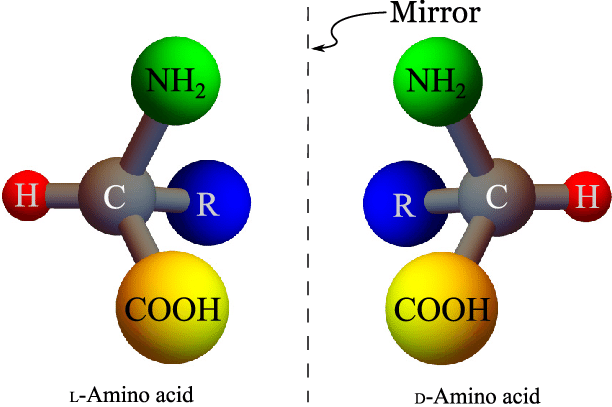 Mirror
NH₂
H
C
R
COOH
ʟ-Amino acid
NH₂
R
C
H
COOH
ᴅ-Amino acid